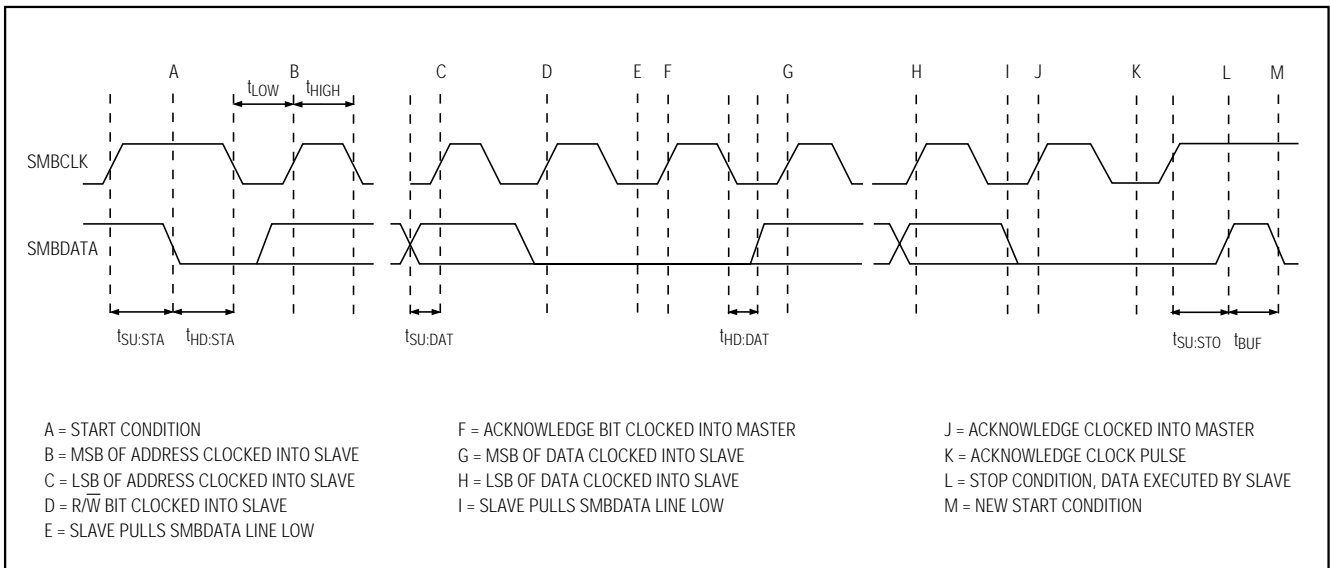 A B C D E F G H I J K L M
tLOW tHIGH
SMBCLK
SMBDATA
tSU:STA tHD:STA tSU:DAT tHD:DAT tSU:STO tBUF
A = START CONDITION
B = MSB OF ADDRESS CLOCKED INTO SLAVE
C = LSB OF ADDRESS CLOCKED INTO SLAVE
D = R/W̅ BIT CLOCKED INTO SLAVE
E = SLAVE PULLS SMBDATA LINE LOW
F = ACKNOWLEDGE BIT CLOCKED INTO MASTER
G = MSB OF DATA CLOCKED INTO SLAVE
H = LSB OF DATA CLOCKED INTO SLAVE
I = SLAVE PULLS SMBDATA LINE LOW
J = ACKNOWLEDGE CLOCKED INTO MASTER
K = ACKNOWLEDGE CLOCK PULSE
L = STOP CONDITION, DATA EXECUTED BY SLAVE
M = NEW START CONDITION